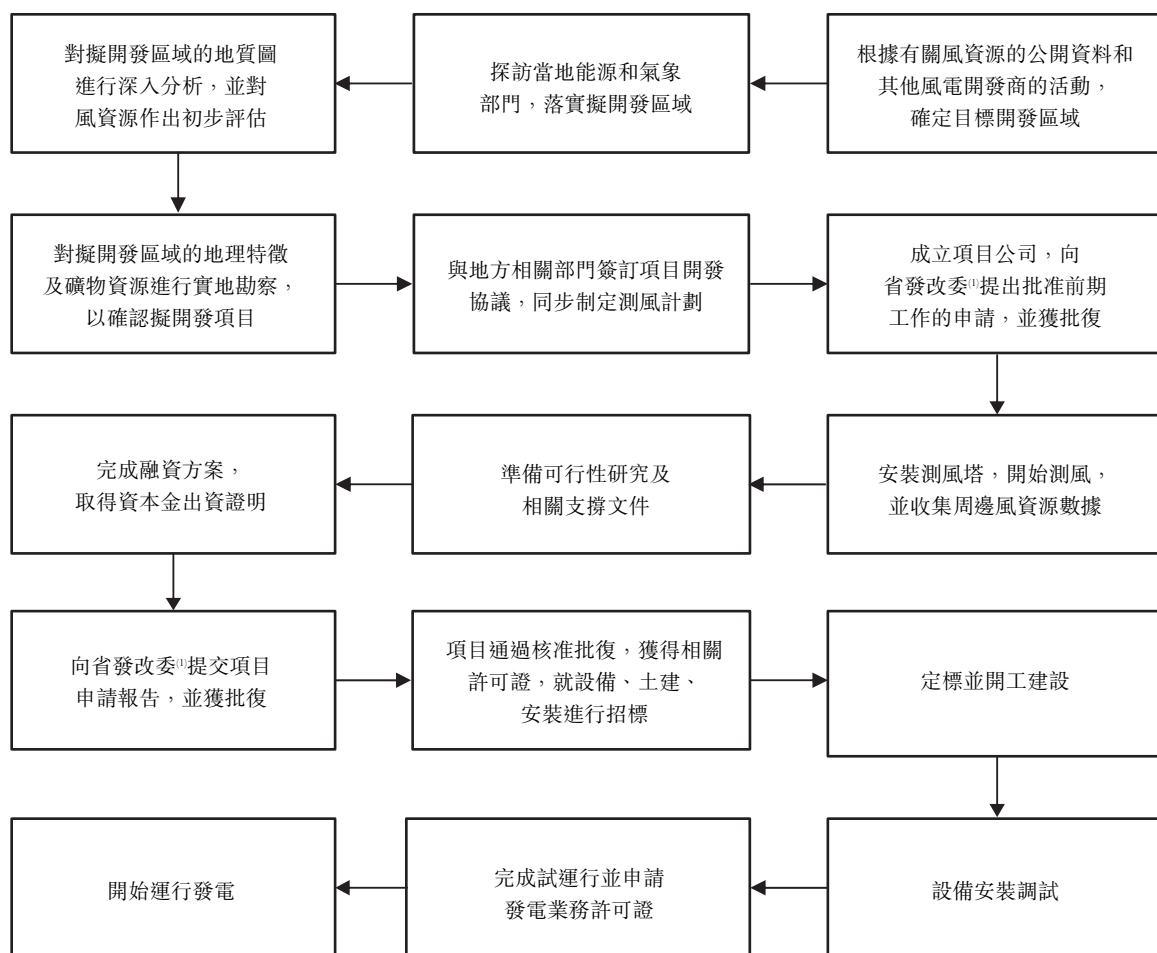 根據有關風資源的公開資料和
其他風電開發商的活動，
確定目標開發區域
探訪當地能源和氣象
部門，落實擬開發區域
對擬開發區域的地質圖
進行深入分析，並對
風資源作出初步評估
對擬開發區域的地理特徵
及礦物資源進行實地勘察，
以確認擬開發項目
與地方相關部門簽訂項目開發
協議，同步制定測風計劃
成立項目公司，向
省發改委(1)提出批准前期
工作的申請，並獲批復
安裝測風塔，開始測風，
並收集周邊風資源數據
準備可行性研究及
相關支撐文件
完成融資方案，
取得資本金出資證明
向省發改委(1)提交項目
申請報告，並獲批復
項目通過核准批復，獲得相關
許可證，就設備、土建、
安裝進行招標
定標並開工建設
設備安裝調試
完成試運行並申請
發電業務許可證
開始運行發電